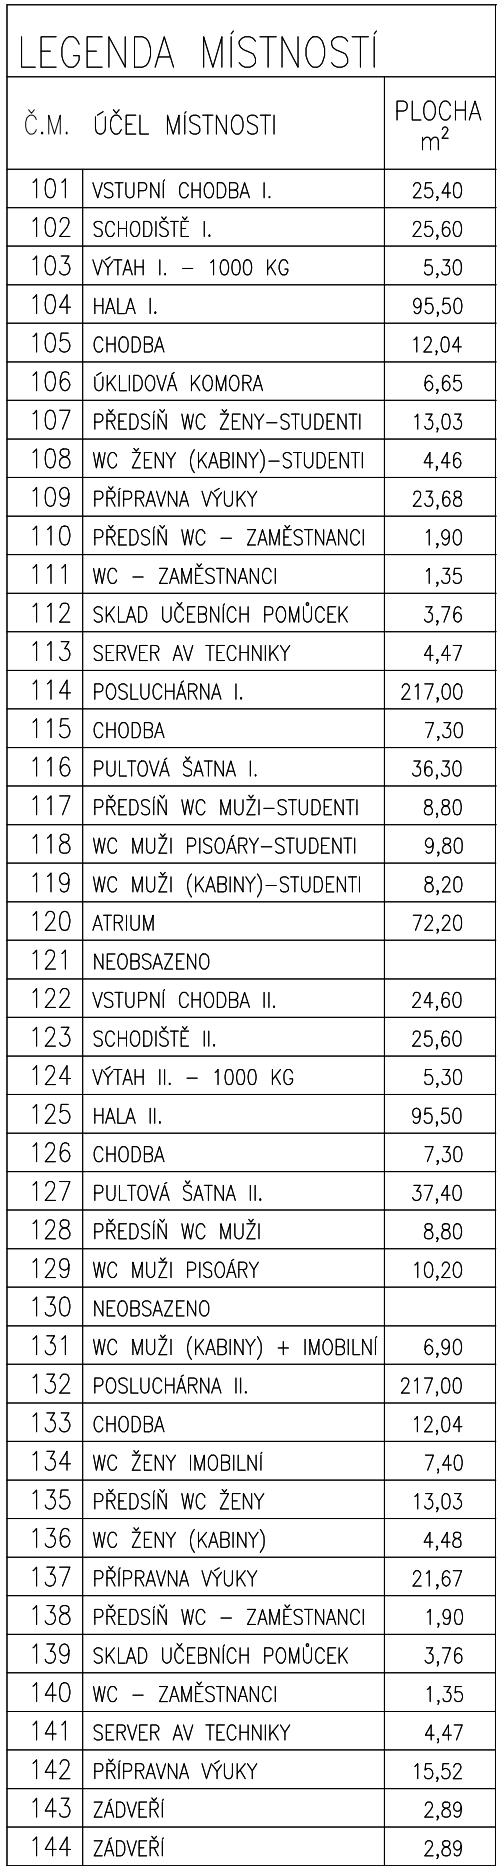 LEGENDA MÍSTNOSTÍ
Č.M. ÚČEL MÍSTNOSTI PLOCHA m²
101 VSTUPNÍ CHODBA I. 25,40
102 SCHODIŠTĚ I. 25,60
103 VÝTAH I. – 1000 KG 5,30
104 HALA I. 95,50
105 CHODBA 12,04
106 ÚKLIDOVÁ KOMORA 6,65
107 PŘEDSÍŇ WC ŽENY–STUDENTI 13,03
108 WC ŽENY (KABINY)–STUDENTI 4,46
109 PŘÍPRAVNA VÝUKY 23,68
110 PŘEDSÍŇ WC – ZAMĚSTNANCI 1,90
111 WC – ZAMĚSTNANCI 1,35
112 SKLAD UČEBNÍCH POMŮCEK 3,76
113 SERVER AV TECHNIKY 4,47
114 POSLUCHÁRNA I. 217,00
115 CHODBA 7,30
116 PULTOVÁ ŠATNA I. 36,30
117 PŘEDSÍŇ WC MUŽI–STUDENTI 8,80
118 WC MUŽI PISOÁRY–STUDENTI 9,80
119 WC MUŽI (KABINY)–STUDENTI 8,20
120 ATRIUM 72,20
121 NEOBSAZENO
122 VSTUPNÍ CHODBA II. 24,60
123 SCHODIŠTĚ II. 25,60
124 VÝTAH II. – 1000 KG 5,30
125 HALA II. 95,50
126 CHODBA 7,30
127 PULTOVÁ ŠATNA II. 37,40
128 PŘEDSÍŇ WC MUŽI 8,80
129 WC MUŽI PISOÁRY 10,20
130 NEOBSAZENO
131 WC MUŽI (KABINY) + IMOBILNÍ 6,90
132 POSLUCHÁRNA II. 217,00
133 CHODBA 12,04
134 WC ŽENY IMOBILNÍ 7,40
135 PŘEDSÍŇ WC ŽENY 13,03
136 WC ŽENY (KABINY) 4,48
137 PŘÍPRAVNA VÝUKY 21,67
138 PŘEDSÍŇ WC – ZAMĚSTNANCI 1,90
139 SKLAD UČEBNÍCH POMŮCEK 3,76
140 WC – ZAMĚSTNANCI 1,35
141 SERVER AV TECHNIKY 4,47
142 PŘÍPRAVNA VÝUKY 15,52
143 ZÁDVEŘÍ 2,89
144 ZÁDVEŘÍ 2,89